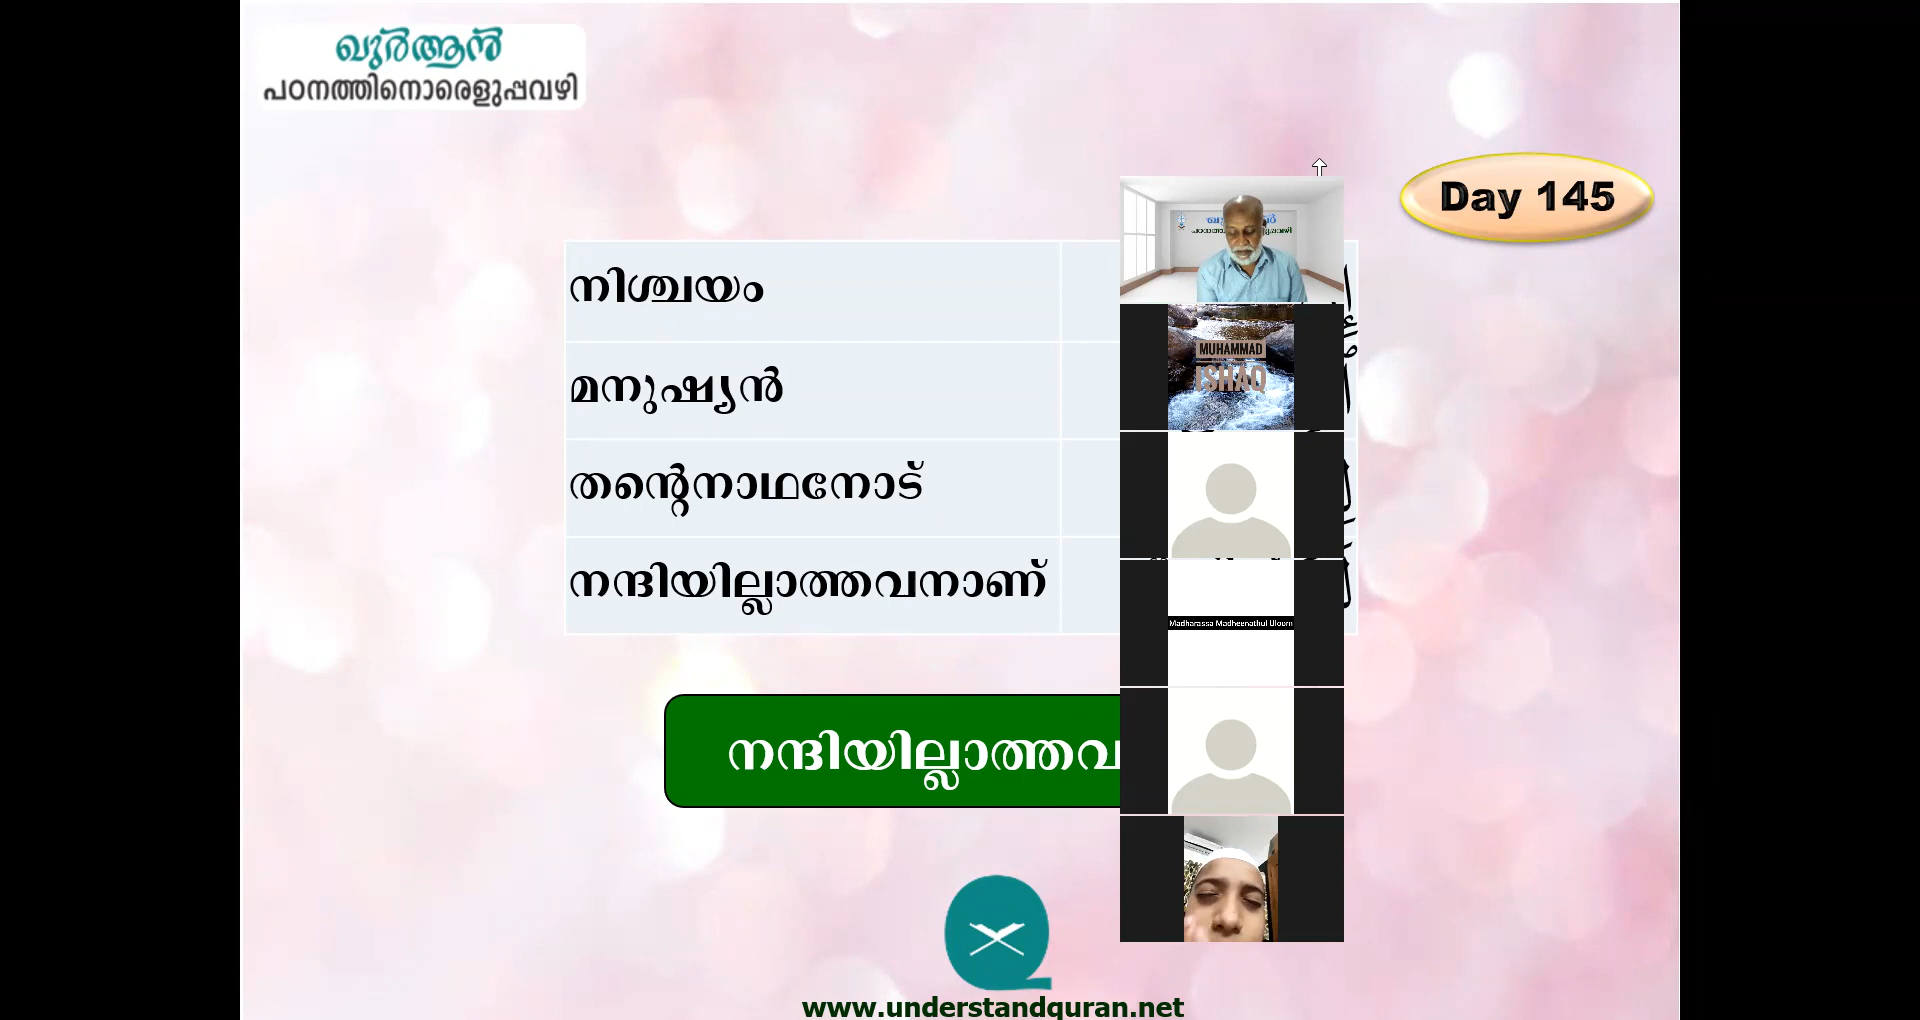 ഖുർആൻ
പഠനത്തിനൊരെളുപ്പവഴി
Day 145
നിശ്ചയം
മനുഷ്യൻ
തന്റെനാഥനോട്
നന്ദിയില്ലാത്തവനാണ്
MUHAMMAD
ISHAQ
Madharassa Madheenathul Uloom
നന്ദിയില്ലാത്തവ
www.understandquran.net